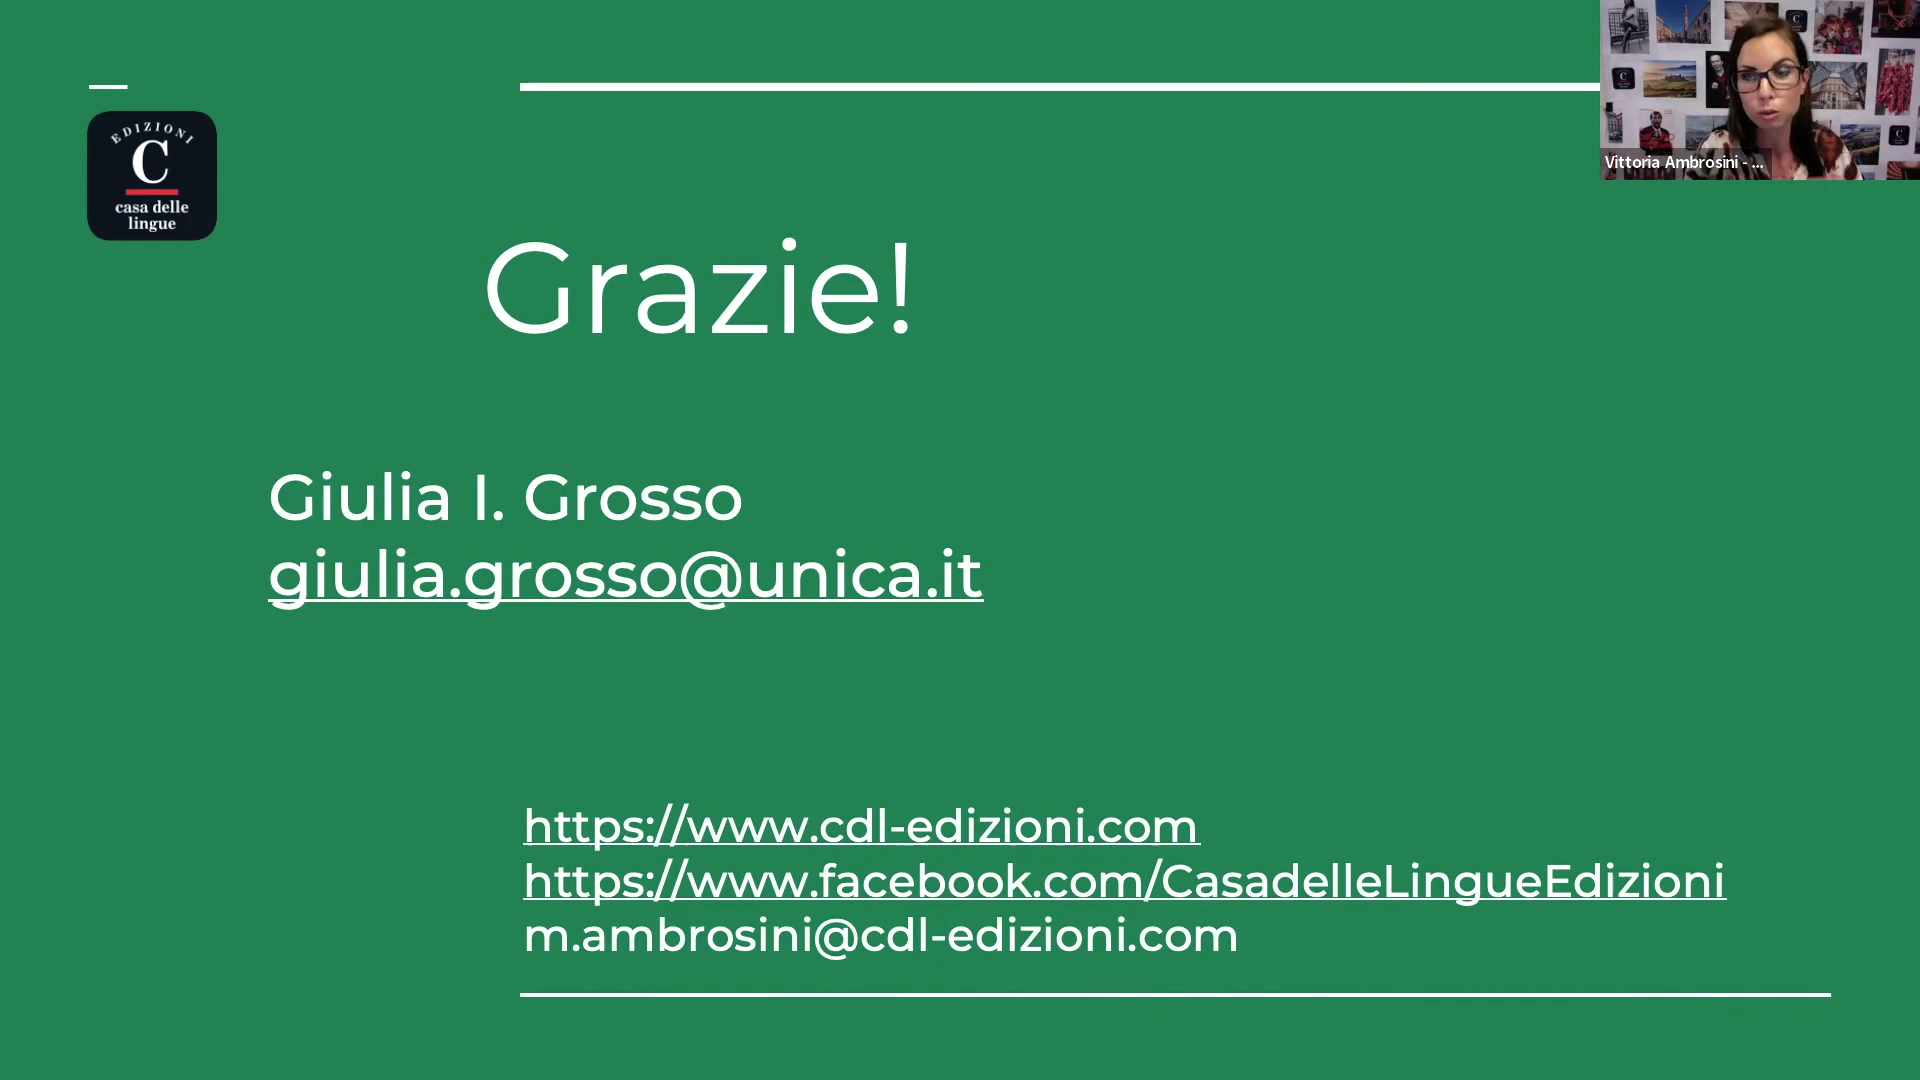 EDIZIONI
C
casa delle
lingue
Vittoria Ambrosini - ...
Grazie!
Giulia I. Grosso
giulia.grosso@unica.it
https://www.cdl-edizioni.com
https://www.facebook.com/CasadelleLingueEdizioni
m.ambrosini@cdl-edizioni.com